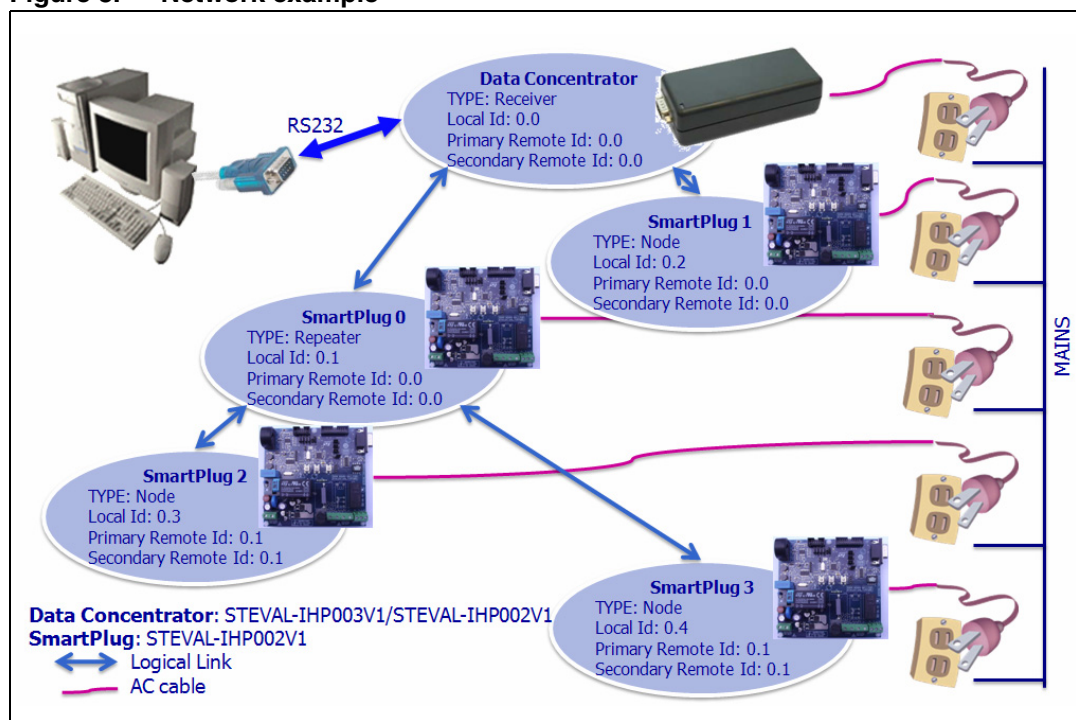 Data Concentrator
TYPE: Receiver
Local Id: 0.0
Primary Remote Id: 0.0
Secondary Remote Id: 0.0
RS232
SmartPlug 1
TYPE: Node
Local Id: 0.2
Primary Remote Id: 0.0
Secondary Remote Id: 0.0
SmartPlug 0
TYPE: Repeater
Local Id: 0.1
Primary Remote Id: 0.0
Secondary Remote Id: 0.0
MAINS
SmartPlug 2
TYPE: Node
Local Id: 0.3
Primary Remote Id: 0.1
Secondary Remote Id: 0.1
SmartPlug 3
TYPE: Node
Local Id: 0.4
Primary Remote Id: 0.1
Secondary Remote Id: 0.1
Data Concentrator: STEVAL-IHP003V1/STEVAL-IHP002V1
SmartPlug: STEVAL-IHP002V1
Logical Link
AC cable